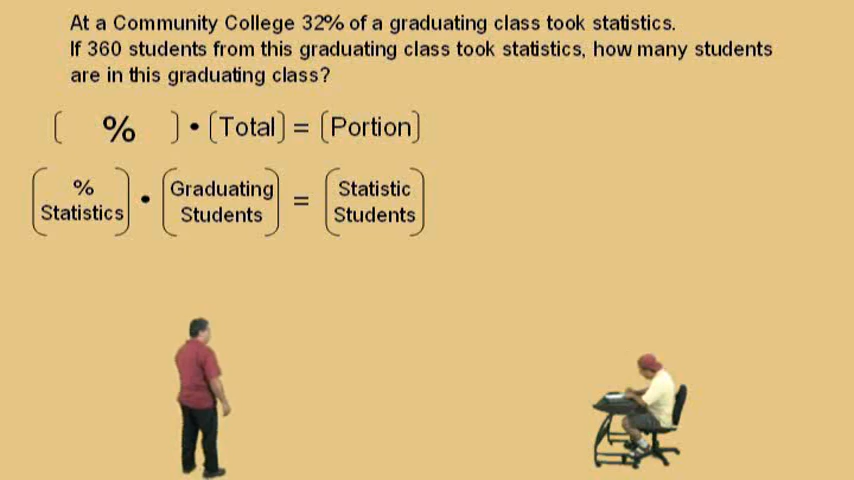 At a Community College 32% of a graduating class took statistics.
If 360 students from this graduating class took statistics, how many students
are in this graduating class?
( % ) • (Total) = (Portion)
(% Statistics) • (Graduating Students) = (Statistic Students)